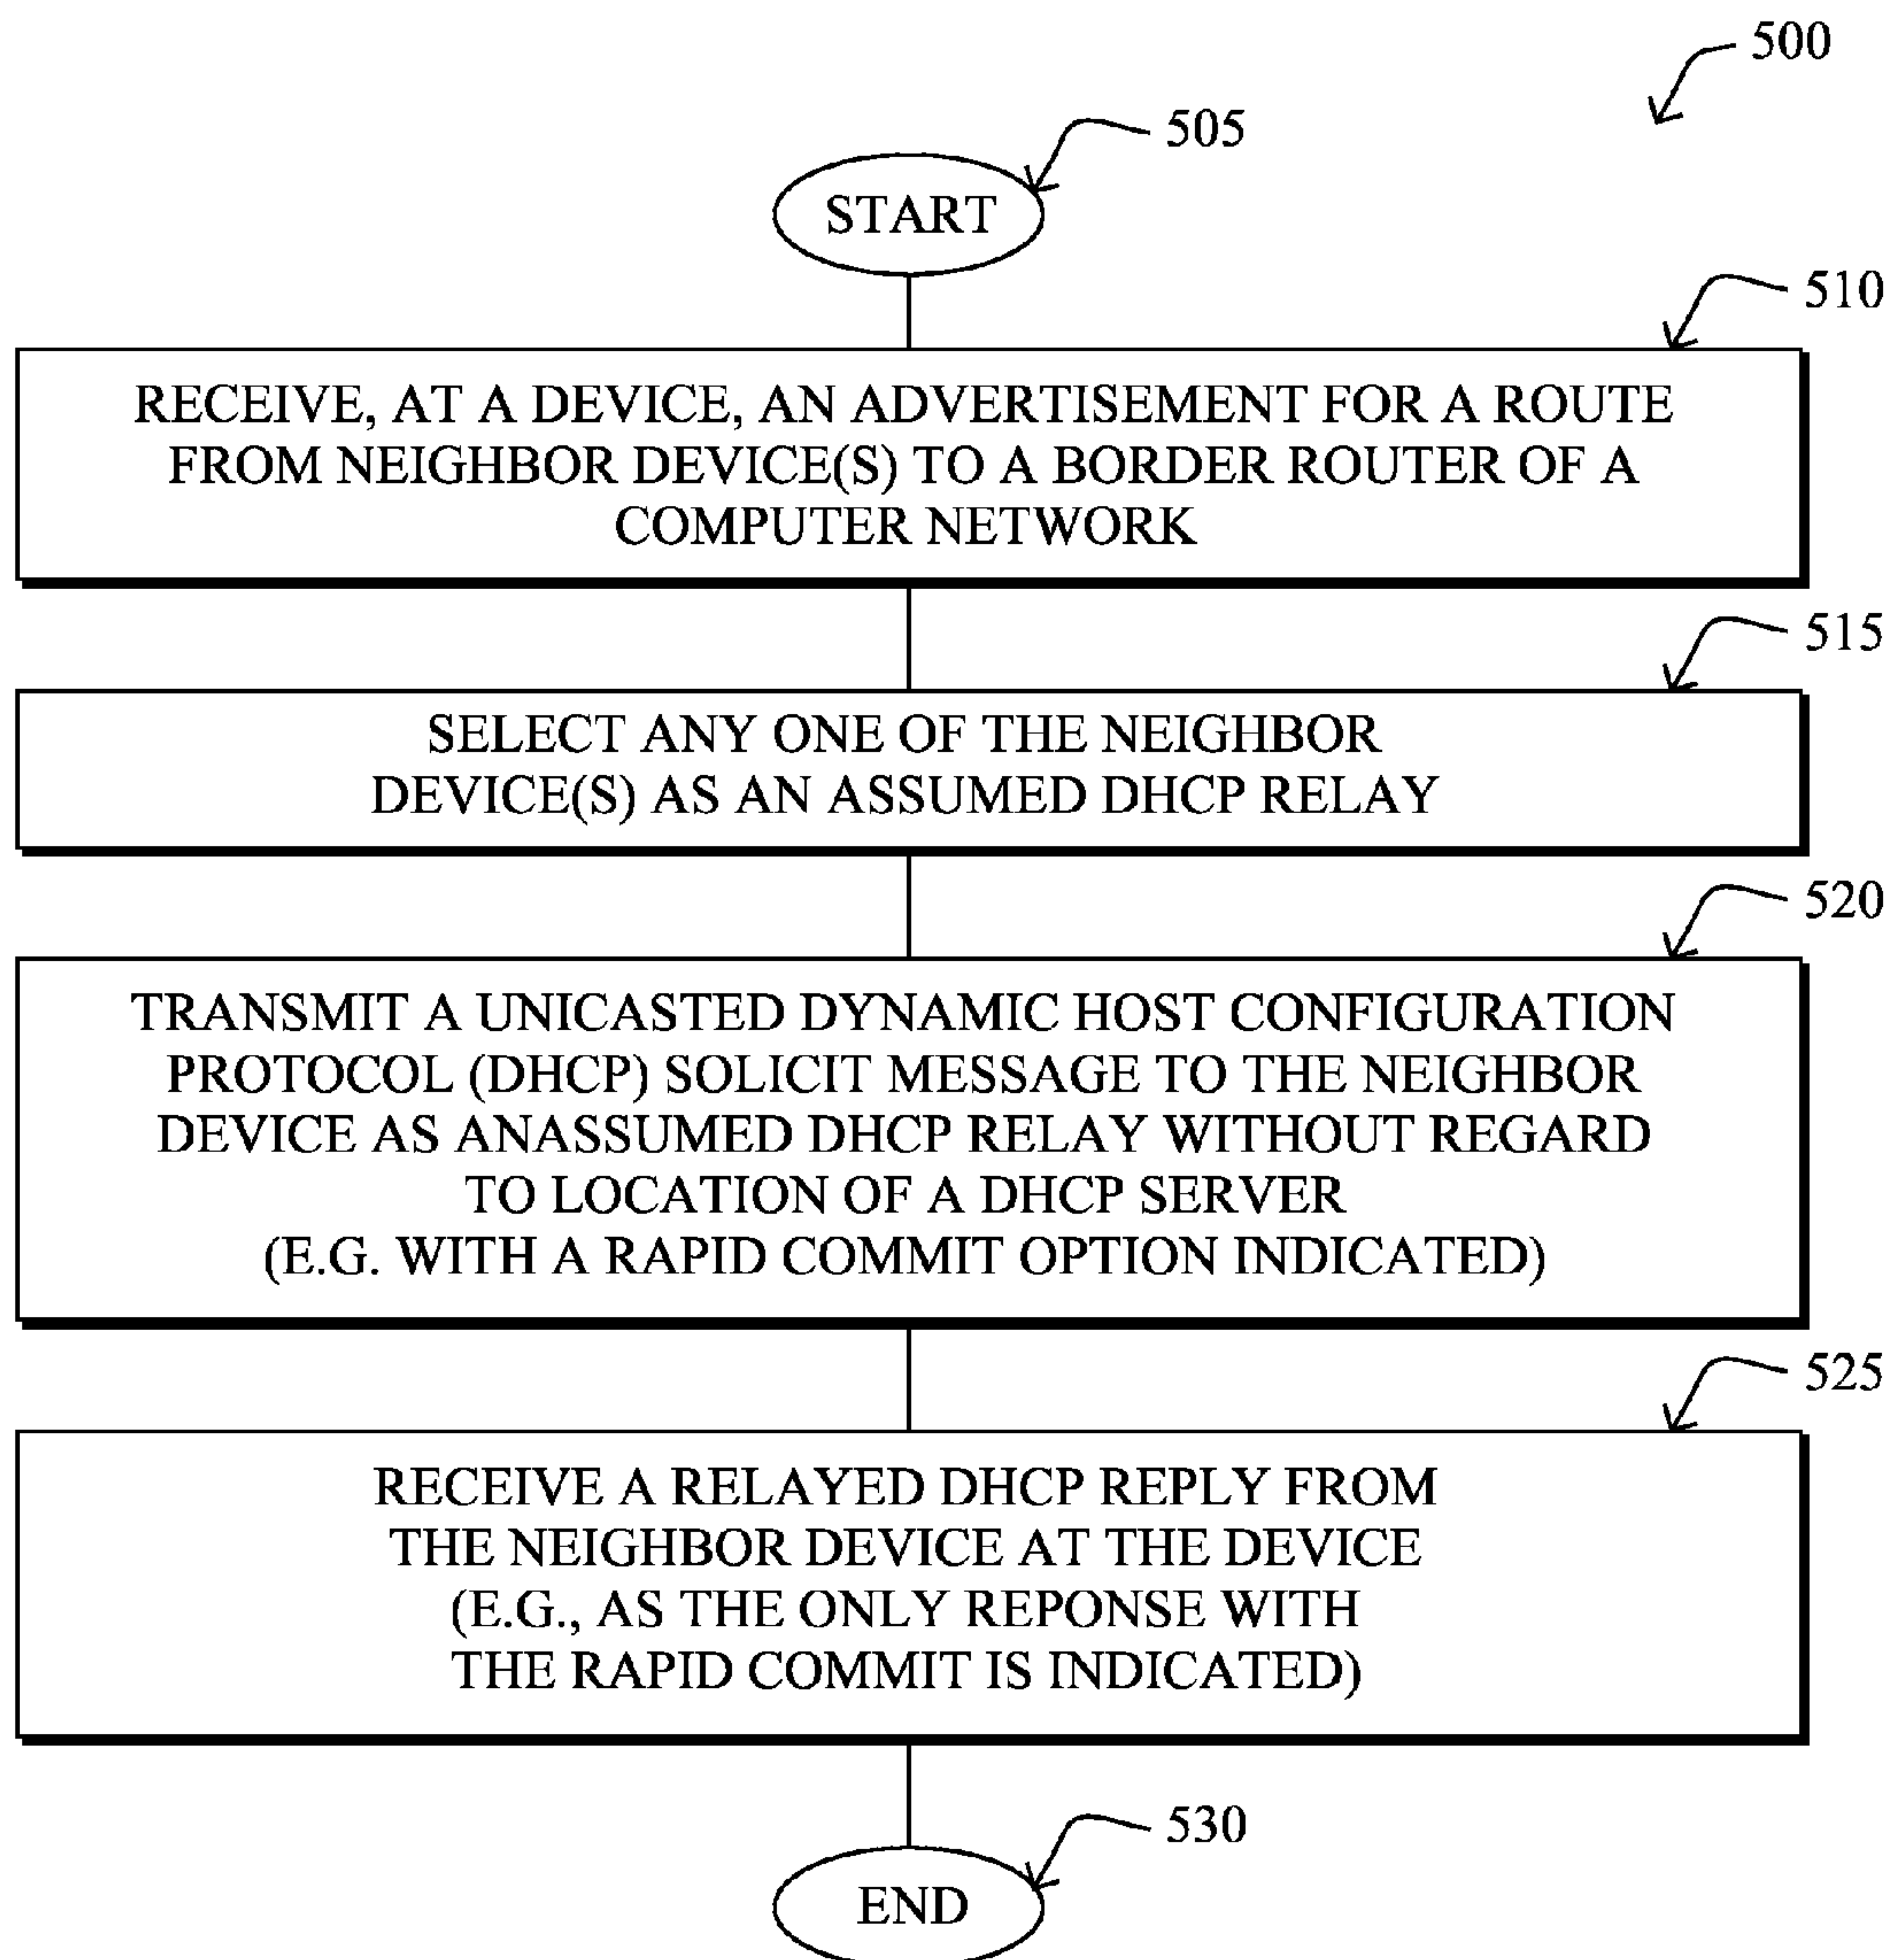 500
505
START
510
RECEIVE, AT A DEVICE, AN ADVERTISEMENT FOR A ROUTE
FROM NEIGHBOR DEVICE(S) TO A BORDER ROUTER OF A
COMPUTER NETWORK
515
SELECT ANY ONE OF THE NEIGHBOR
DEVICE(S) AS AN ASSUMED DHCP RELAY
520
TRANSMIT A UNICASTED DYNAMIC HOST CONFIGURATION
PROTOCOL (DHCP) SOLICIT MESSAGE TO THE NEIGHBOR
DEVICE AS ANASSUMED DHCP RELAY WITHOUT REGARD
TO LOCATION OF A DHCP SERVER
(E.G. WITH A RAPID COMMIT OPTION INDICATED)
525
RECEIVE A RELAYED DHCP REPLY FROM
THE NEIGHBOR DEVICE AT THE DEVICE
(E.G., AS THE ONLY REPONSE WITH
THE RAPID COMMIT IS INDICATED)
530
END